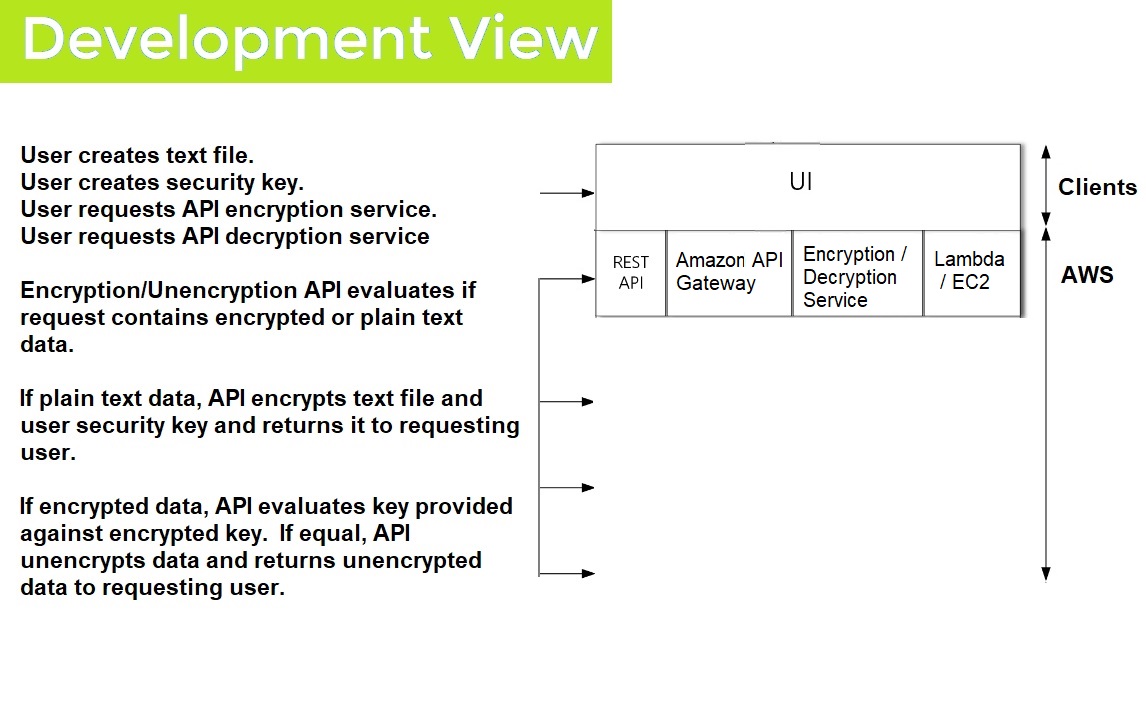 Development View
User creates text file.
User creates security key.
User requests API encryption service.
User requests API decryption service
Encryption/Unencryption API evaluates if
request contains encrypted or plain text
data.
If plain text data, API encrypts text file and
user security key and returns it to requesting
user.
If encrypted data, API evaluates key provided
against encrypted key.  If equal, API
unencrypts data and returns unencrypted
data to requesting user.
UI
Clients
REST
API
Amazon API
Gateway
Encryption /
Decryption
Service
Lambda
/ EC2
AWS